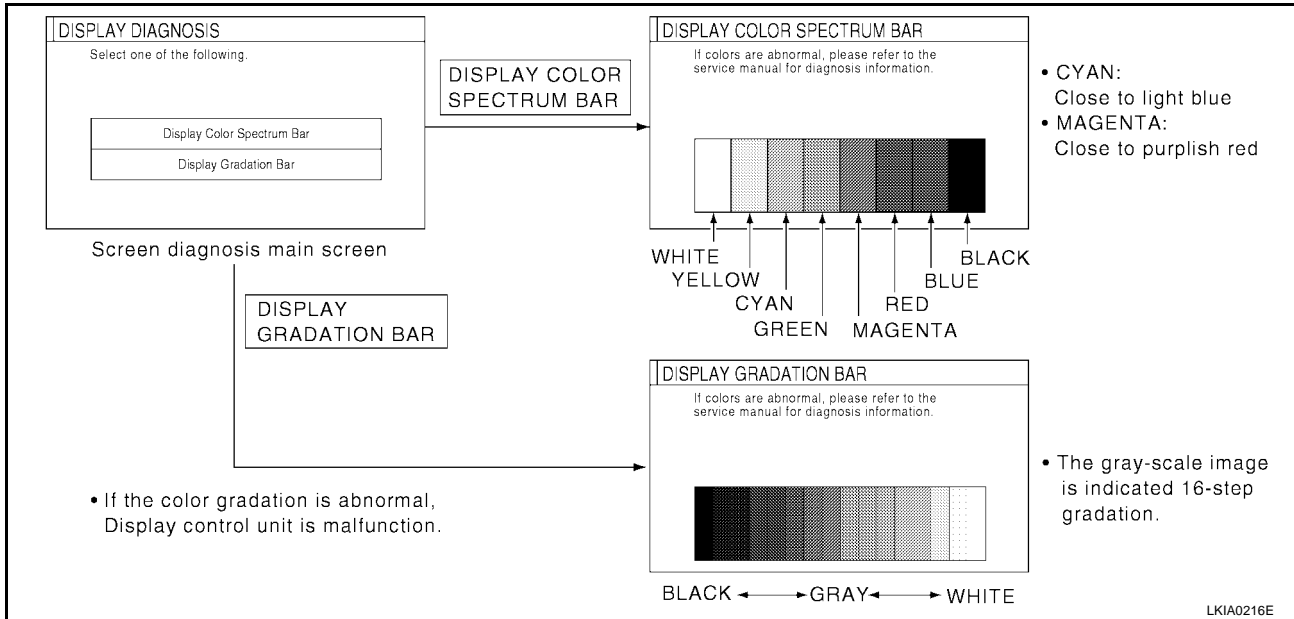 DISPLAY DIAGNOSIS
Select one of the following.
Display Color Spectrum Bar
Display Gradation Bar
Screen diagnosis main screen
DISPLAY COLOR
SPECTRUM BAR
DISPLAY COLOR SPECTRUM BAR
If colors are abnormal, please refer to the
service manual for diagnosis information.
WHITE
YELLOW
CYAN
GREEN
MAGENTA
RED
BLUE
BLACK
• CYAN:
Close to light blue
• MAGENTA:
Close to purplish red
DISPLAY
GRADATION BAR
• If the color gradation is abnormal,
Display control unit is malfunction.
DISPLAY GRADATION BAR
If colors are abnormal, please refer to the
service manual for diagnosis information.
BLACK GRAY WHITE
• The gray-scale image
is indicated 16-step
gradation.
LKIA0216E